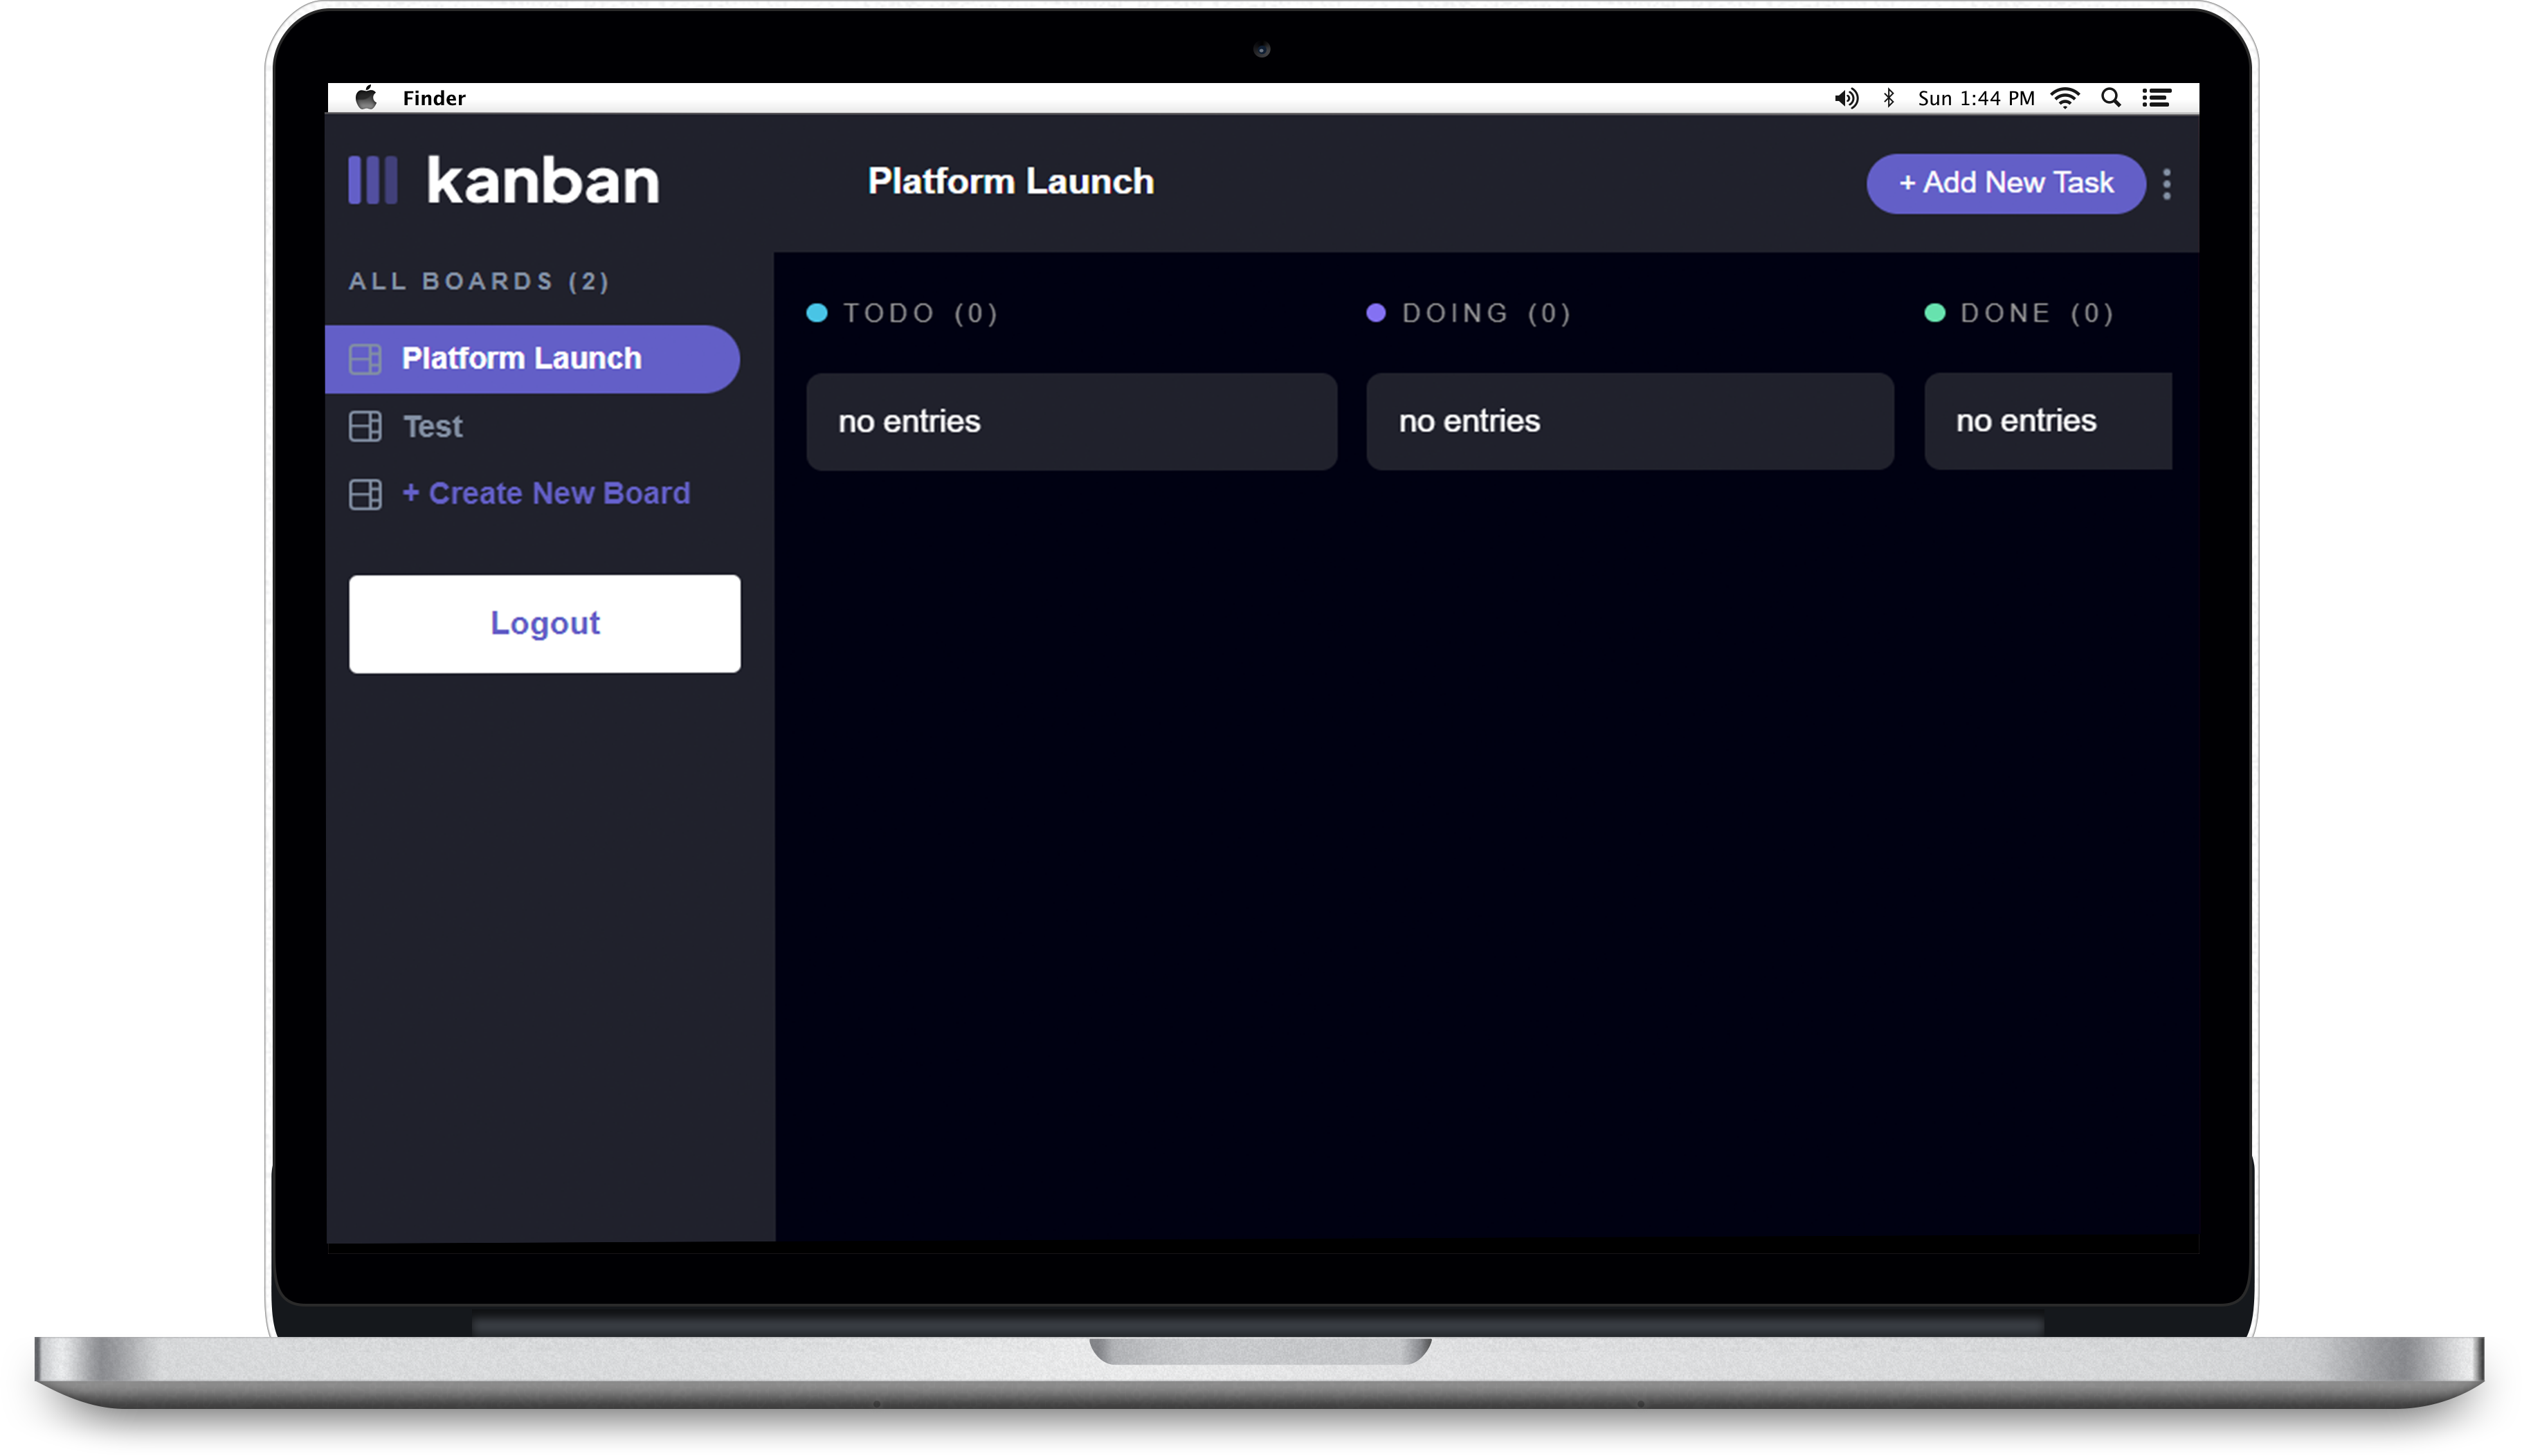 Finder
Sun 1:44 PM
kanban
Platform Launch
+ Add New Task
ALL BOARDS (2)
Platform Launch
Test
+ Create New Board
Logout
TODO (0)
no entries
DOING (0)
no entries
DONE (0)
no entries